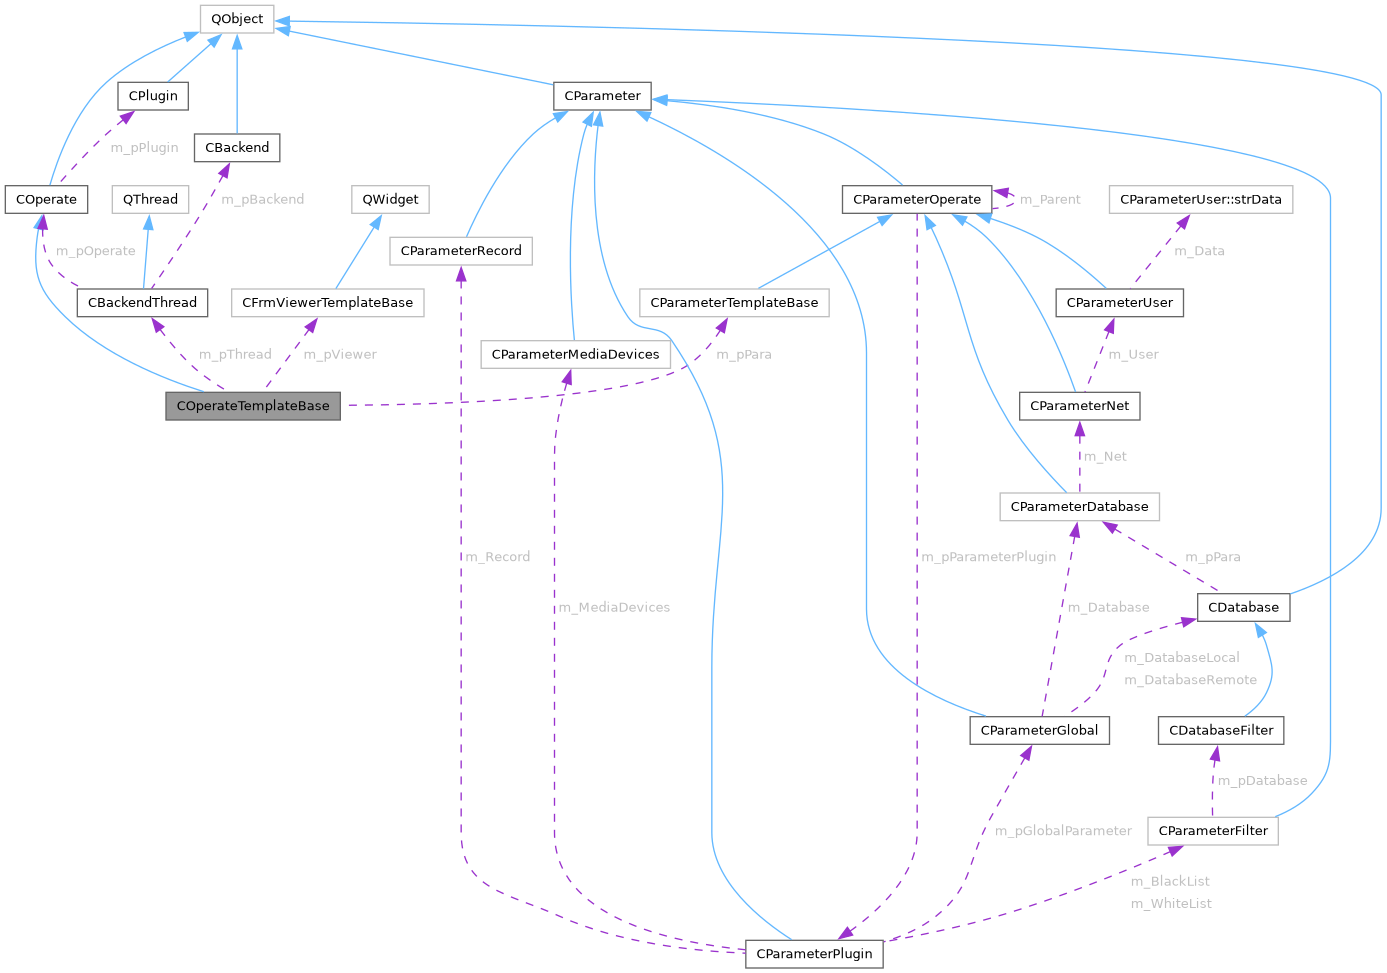 QObject
CPlugin
CParameter
CBackend
m_pPlugin
COperate
QThread
m_pBackend
QWidget
CParameterOperate
m_Parent
CParameterUser::strData
m_pOperate
CParameterRecord
m_Data
CBackendThread
CFrmViewerTemplateBase
CParameterTemplateBase
CParameterUser
m_pThread
m_pViewer
CParameterMediaDevices
m_pPara
m_User
COperateTemplateBase
CParameterNet
m_Net
CParameterDatabase
m_Record
m_pParameterPlugin
m_pPara
m_MediaDevices
m_Database
CDatabase
m_DatabaseLocal
m_DatabaseRemote
CParameterGlobal
CDatabaseFilter
m_pDatabase
m_pGlobalParameter
CParameterFilter
m_BlackList
m_WhiteList
CParameterPlugin